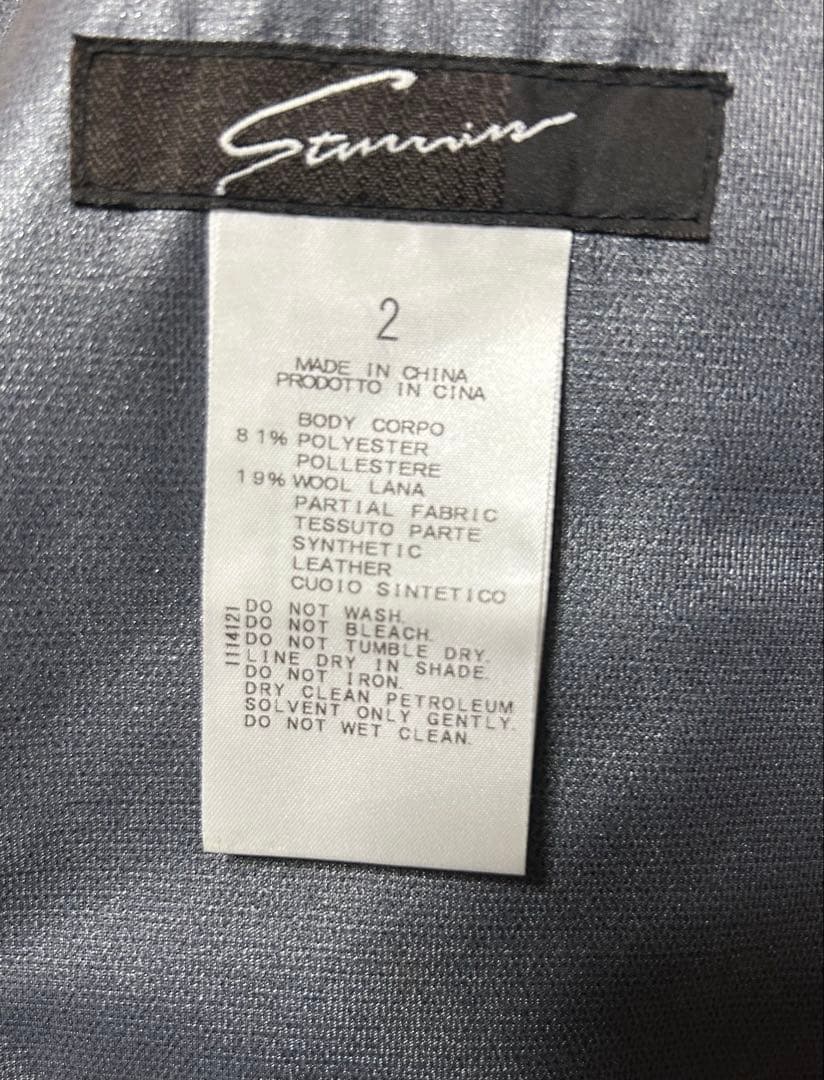 2
MADE IN CHINA
PRODOTTO IN CINA
BODY CORPO
81% POLYESTER
POLLESTERE
19% WOOL LANA
PARTIAL FABRIC
TESSUTO PARTE
SYNTHETIC
LEATHER
CUOIO SINTETICO
1114121
DO NOT WASH.
DO NOT BLEACH.
DO NOT TUMBLE DRY.
LINE DRY IN SHADE.
DO NOT IRON.
DRY CLEAN PETROLEUM
SOLVENT ONLY GENTLY.
DO NOT WET CLEAN.